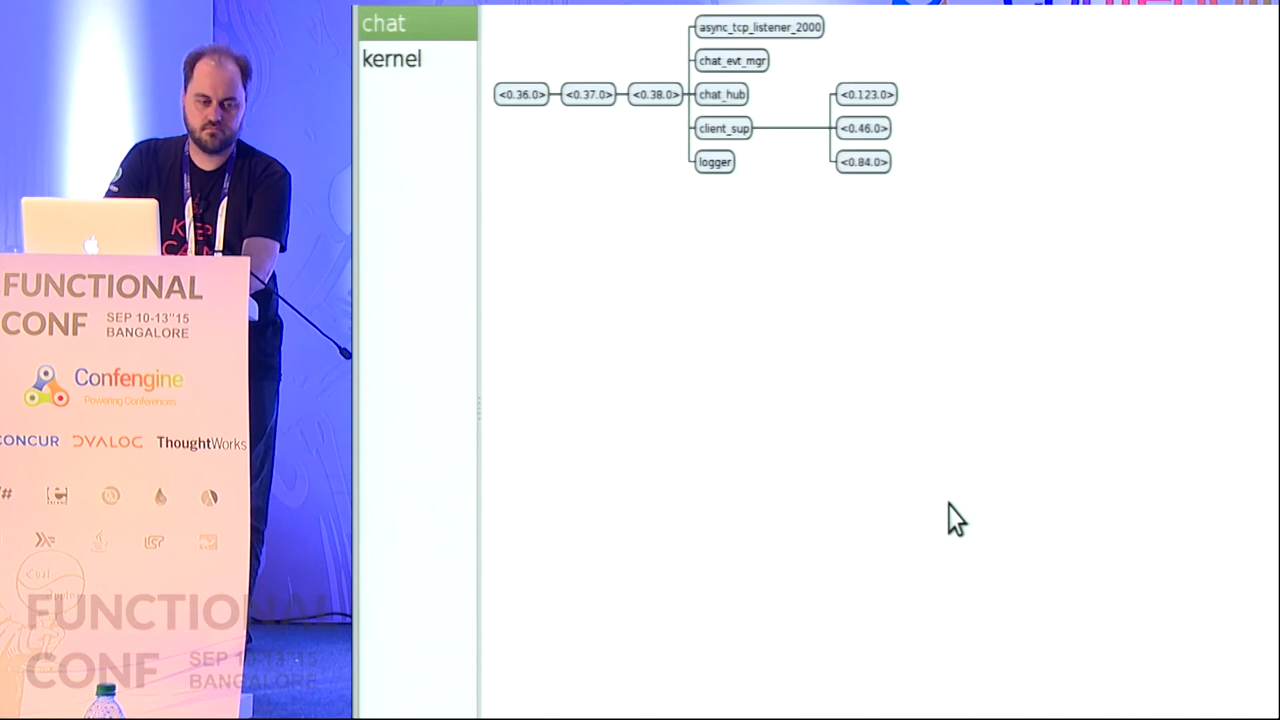 chat
kernel
async_tcp_listener_2000
chat_evt_mgr
<0.36.0>
<0.37.0>
<0.38.0>
chat_hub
<0.123.0>
client_sup
<0.46.0>
logger
<0.84.0>
KEEP
CALM
FUNCTIONAL
CONF
SEP 10-13"15
BANGALORE
Confengine
Powering Conferences
CONCUR
DVALOC
ThoughtWorks
FUNCTIONAL
CONF
SEP 10-13"15
BANGALORE